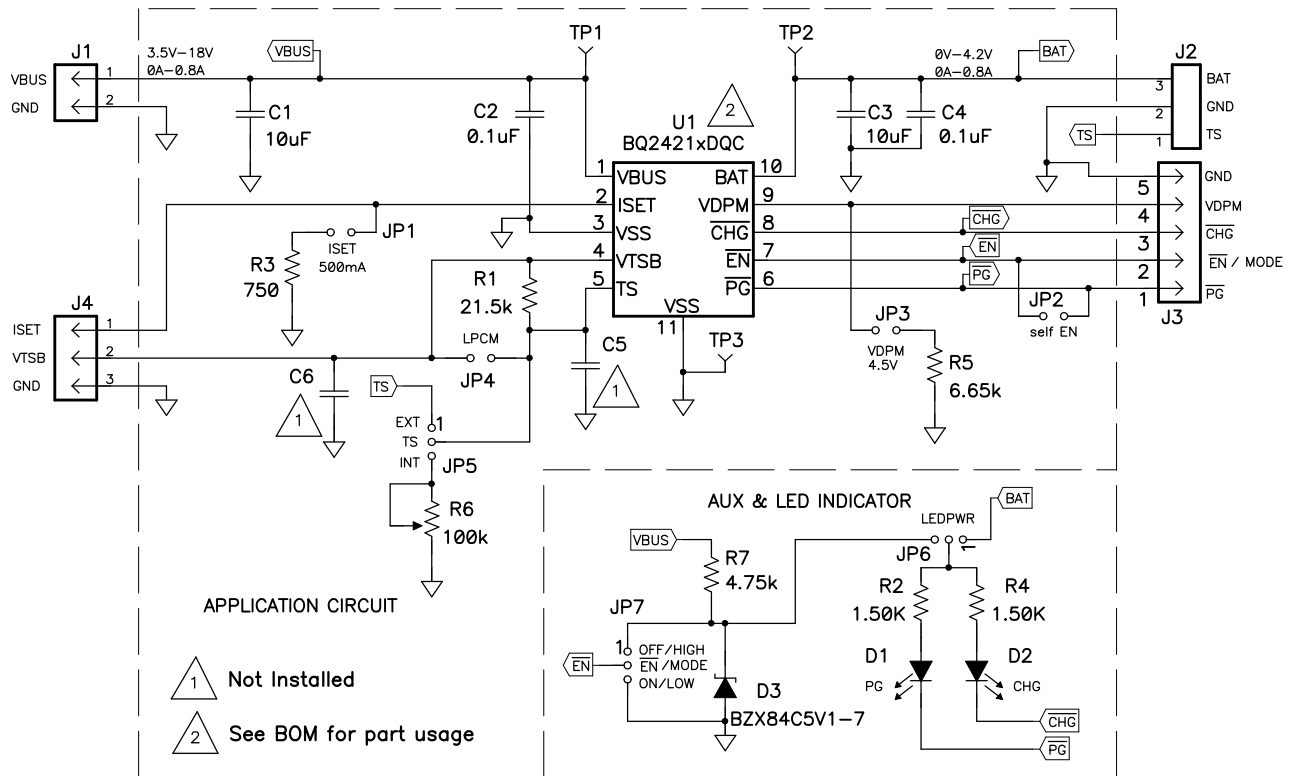 TP1
TP2
J1
3.5V-18V
0A-0.8A
VBUS
0V-4.2V
0A-0.8A
BAT
J2
VBUS
1
GND
2
C1
10uF
C2
0.1uF
2
U1
BQ2421xDQC
C3
10uF
C4
0.1uF
3
BAT
2
GND
TS
1
TS
1
VBUS
BAT
10
2
ISET
VDPM
9
3
VSS
CHG
8
4
VTSB
EN
7
5
TS
PG
6
VSS
11
TP3
CHG
EN
PG
5
GND
4
VDPM
3
CHG
2
EN / MODE
1
PG
J3
JP1
ISET
500mA
R3
750
R1
21.5k
JP2
self EN
JP3
VDPM
4.5V
R5
6.65k
J4
ISET
1
VTSB
2
GND
3
LPCM
JP4
C5
1
C6
1
TS
EXT
1
TS
INT
JP5
R6
100k
AUX & LED INDICATOR
BAT
LEDPWR
1
JP6
VBUS
R7
4.75k
R2
1.50K
R4
1.50K
APPLICATION CIRCUIT
JP7
1
OFF/HIGH
EN
EN/MODE
ON/LOW
D3
BZX84C5V1-7
D1
PG
D2
CHG
CHG
PG
1
Not Installed
2
See BOM for part usage